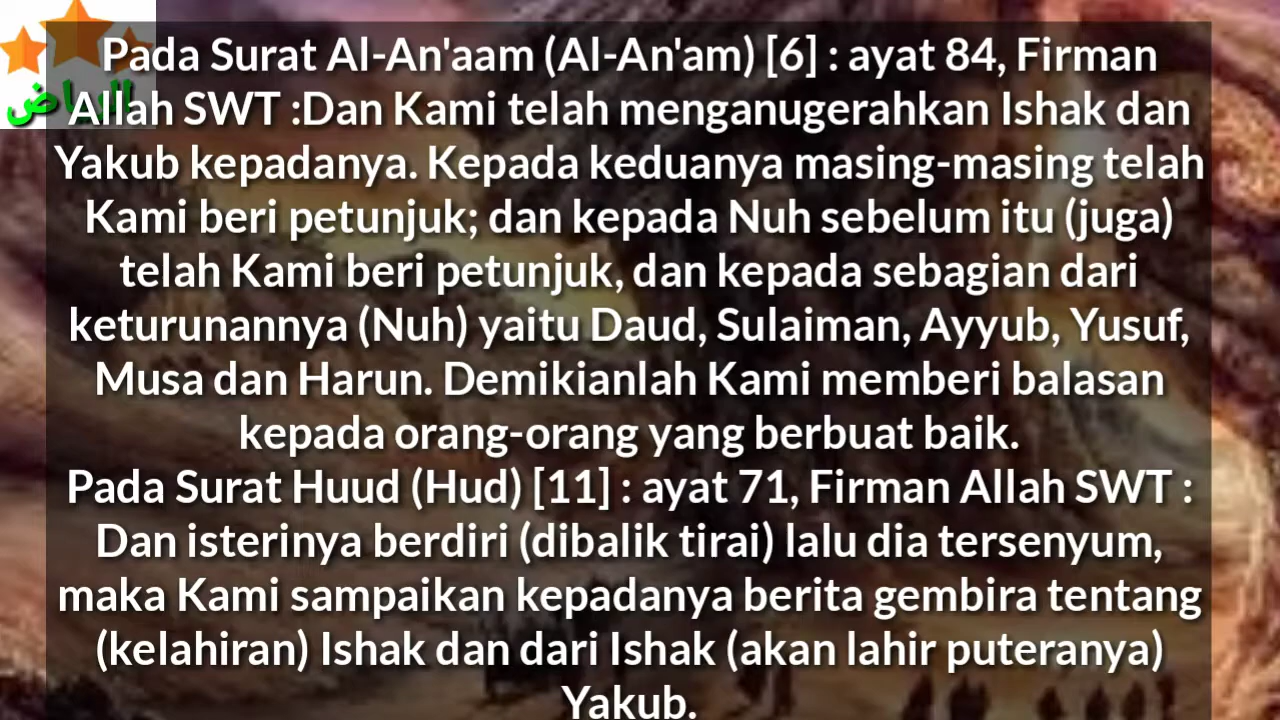 Pada Surat Al-An'aam (Al-An'am) [6] : ayat 84, Firman
Allah SWT :Dan Kami telah menganugerahkan Ishak dan
Yakub kepadanya. Kepada keduanya masing-masing telah
Kami beri petunjuk; dan kepada Nuh sebelum itu (juga)
telah Kami beri petunjuk, dan kepada sebagian dari
keturunannya (Nuh) yaitu Daud, Sulaiman, Ayyub, Yusuf,
Musa dan Harun. Demikianlah Kami memberi balasan
kepada orang-orang yang berbuat baik.
Pada Surat Huud (Hud) [11] : ayat 71, Firman Allah SWT :
Dan isterinya berdiri (dibalik tirai) lalu dia tersenyum,
maka Kami sampaikan kepadanya berita gembira tentang
(kelahiran) Ishak dan dari Ishak (akan lahir puteranya)
Yakub.